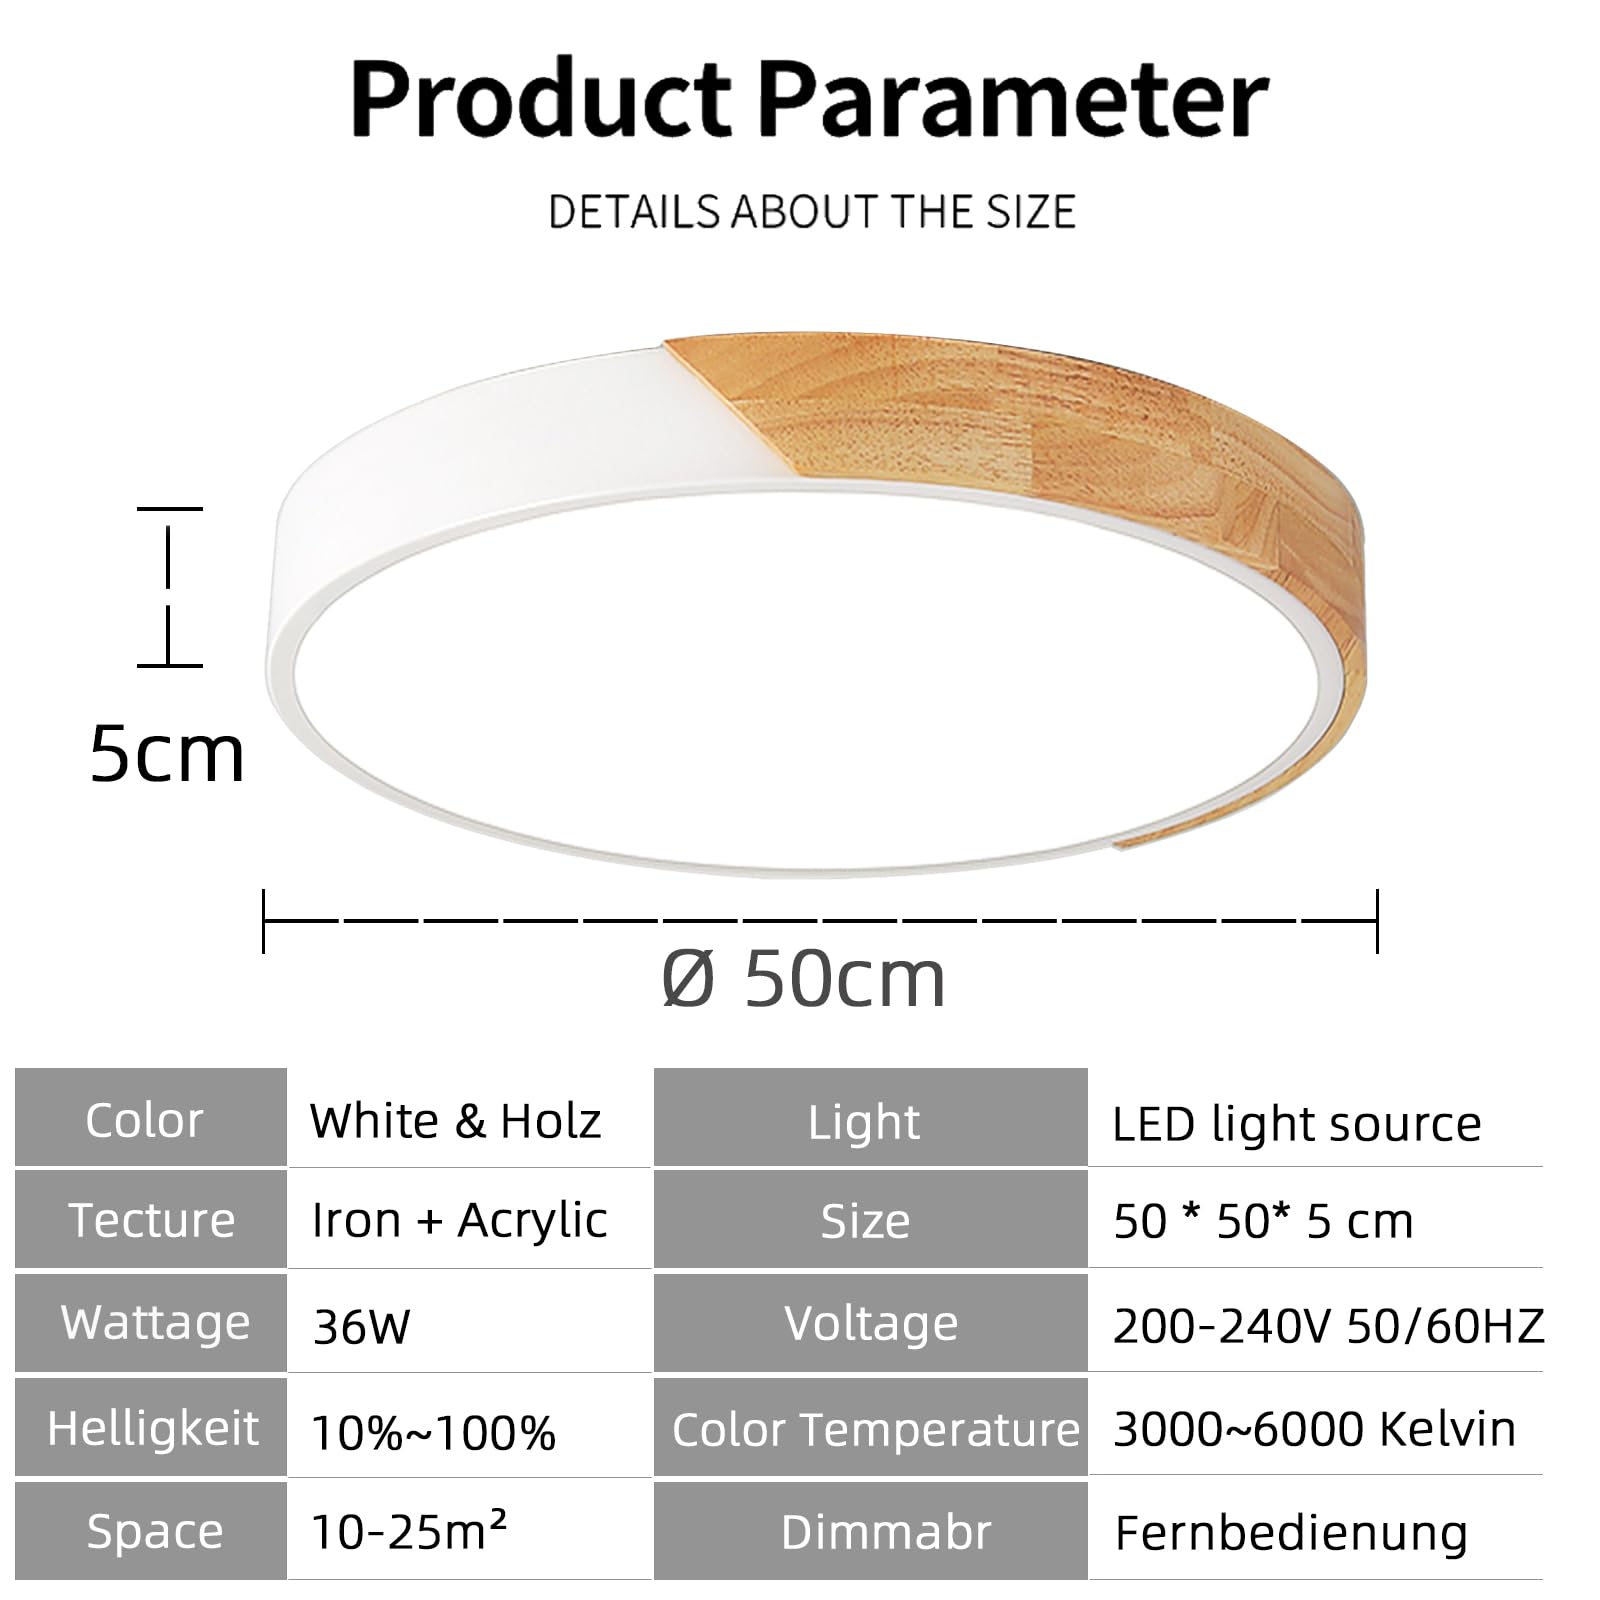 Product Parameter
DETAILS ABOUT THE SIZE
5cm
Ø 50cm
Color White & Holz Light LED light source
Tecture Iron + Acrylic Size 50 * 50* 5 cm
Wattage 36W Voltage 200-240V 50/60HZ
Helligkeit 10%~100% Color Temperature 3000~6000 Kelvin
Space 10-25m² Dimmabr Fernbedienung